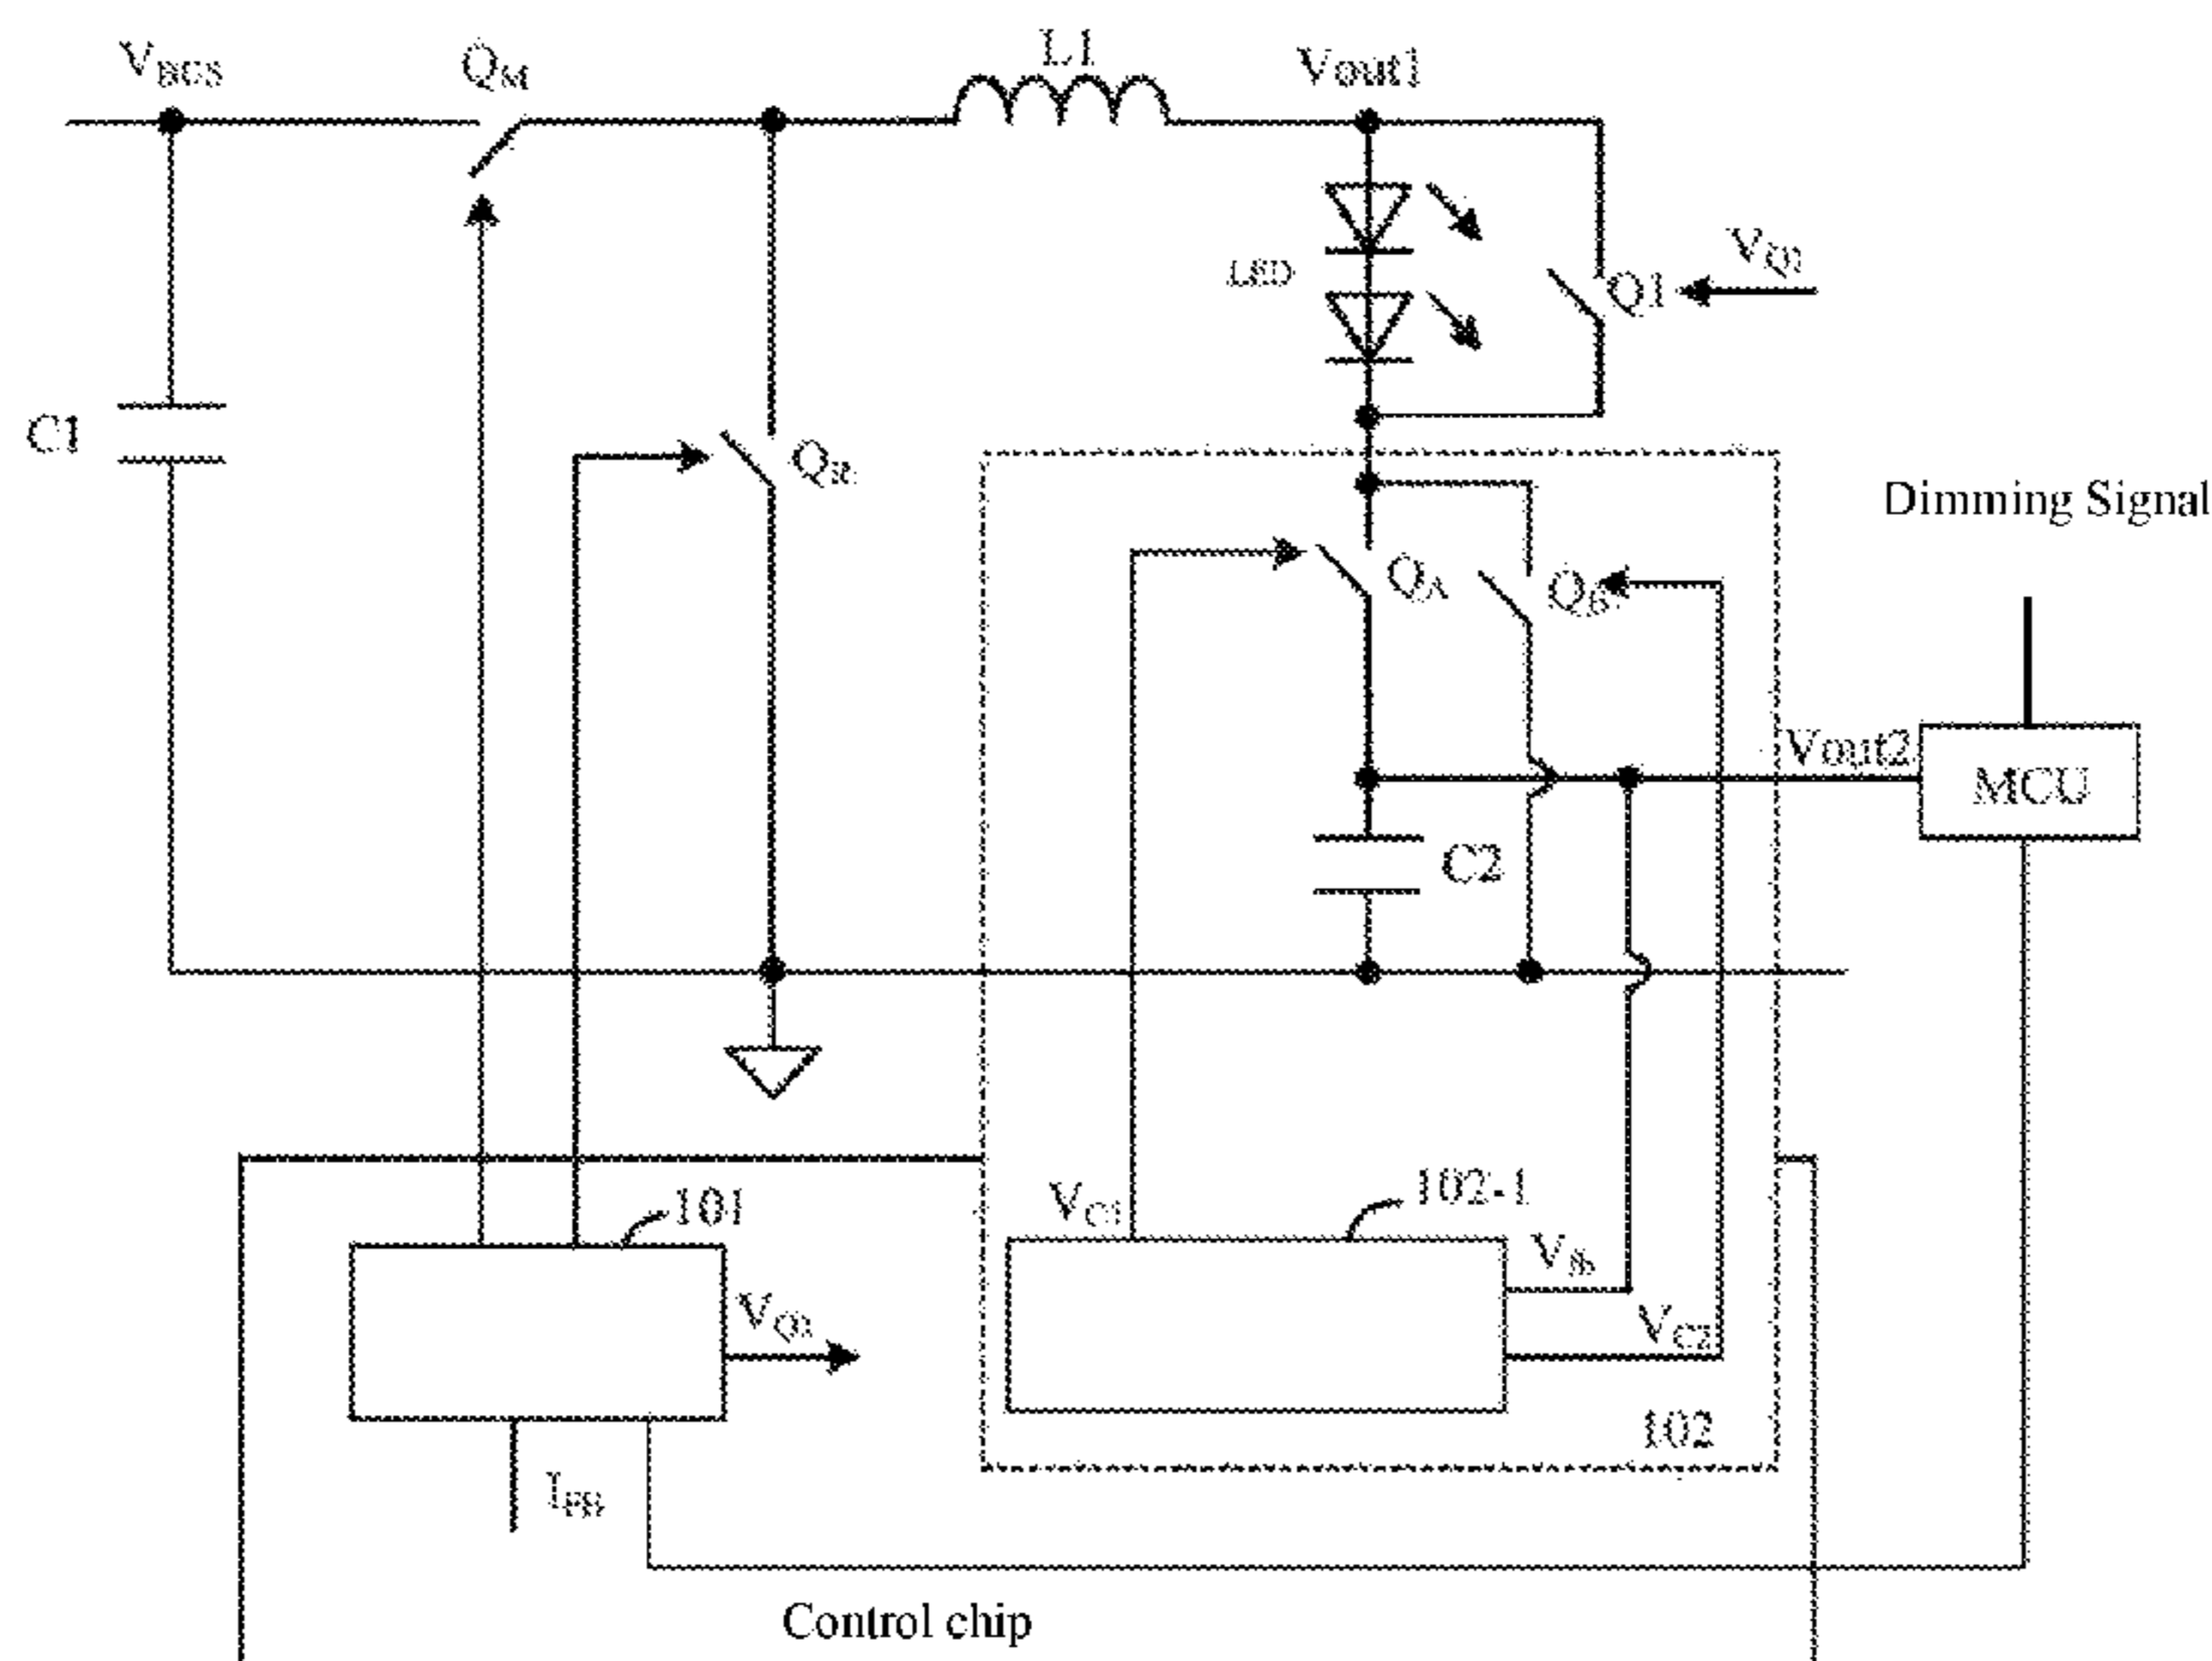 VBUS
QM
L1
Vout1
LED
Q1
VQ1
C1
QR
QA
QB
Dimming Signal
Vout2
MCU
C2
101
VC1
102-1
Vfb
VQ1
VC2
102
IFB
Control chip